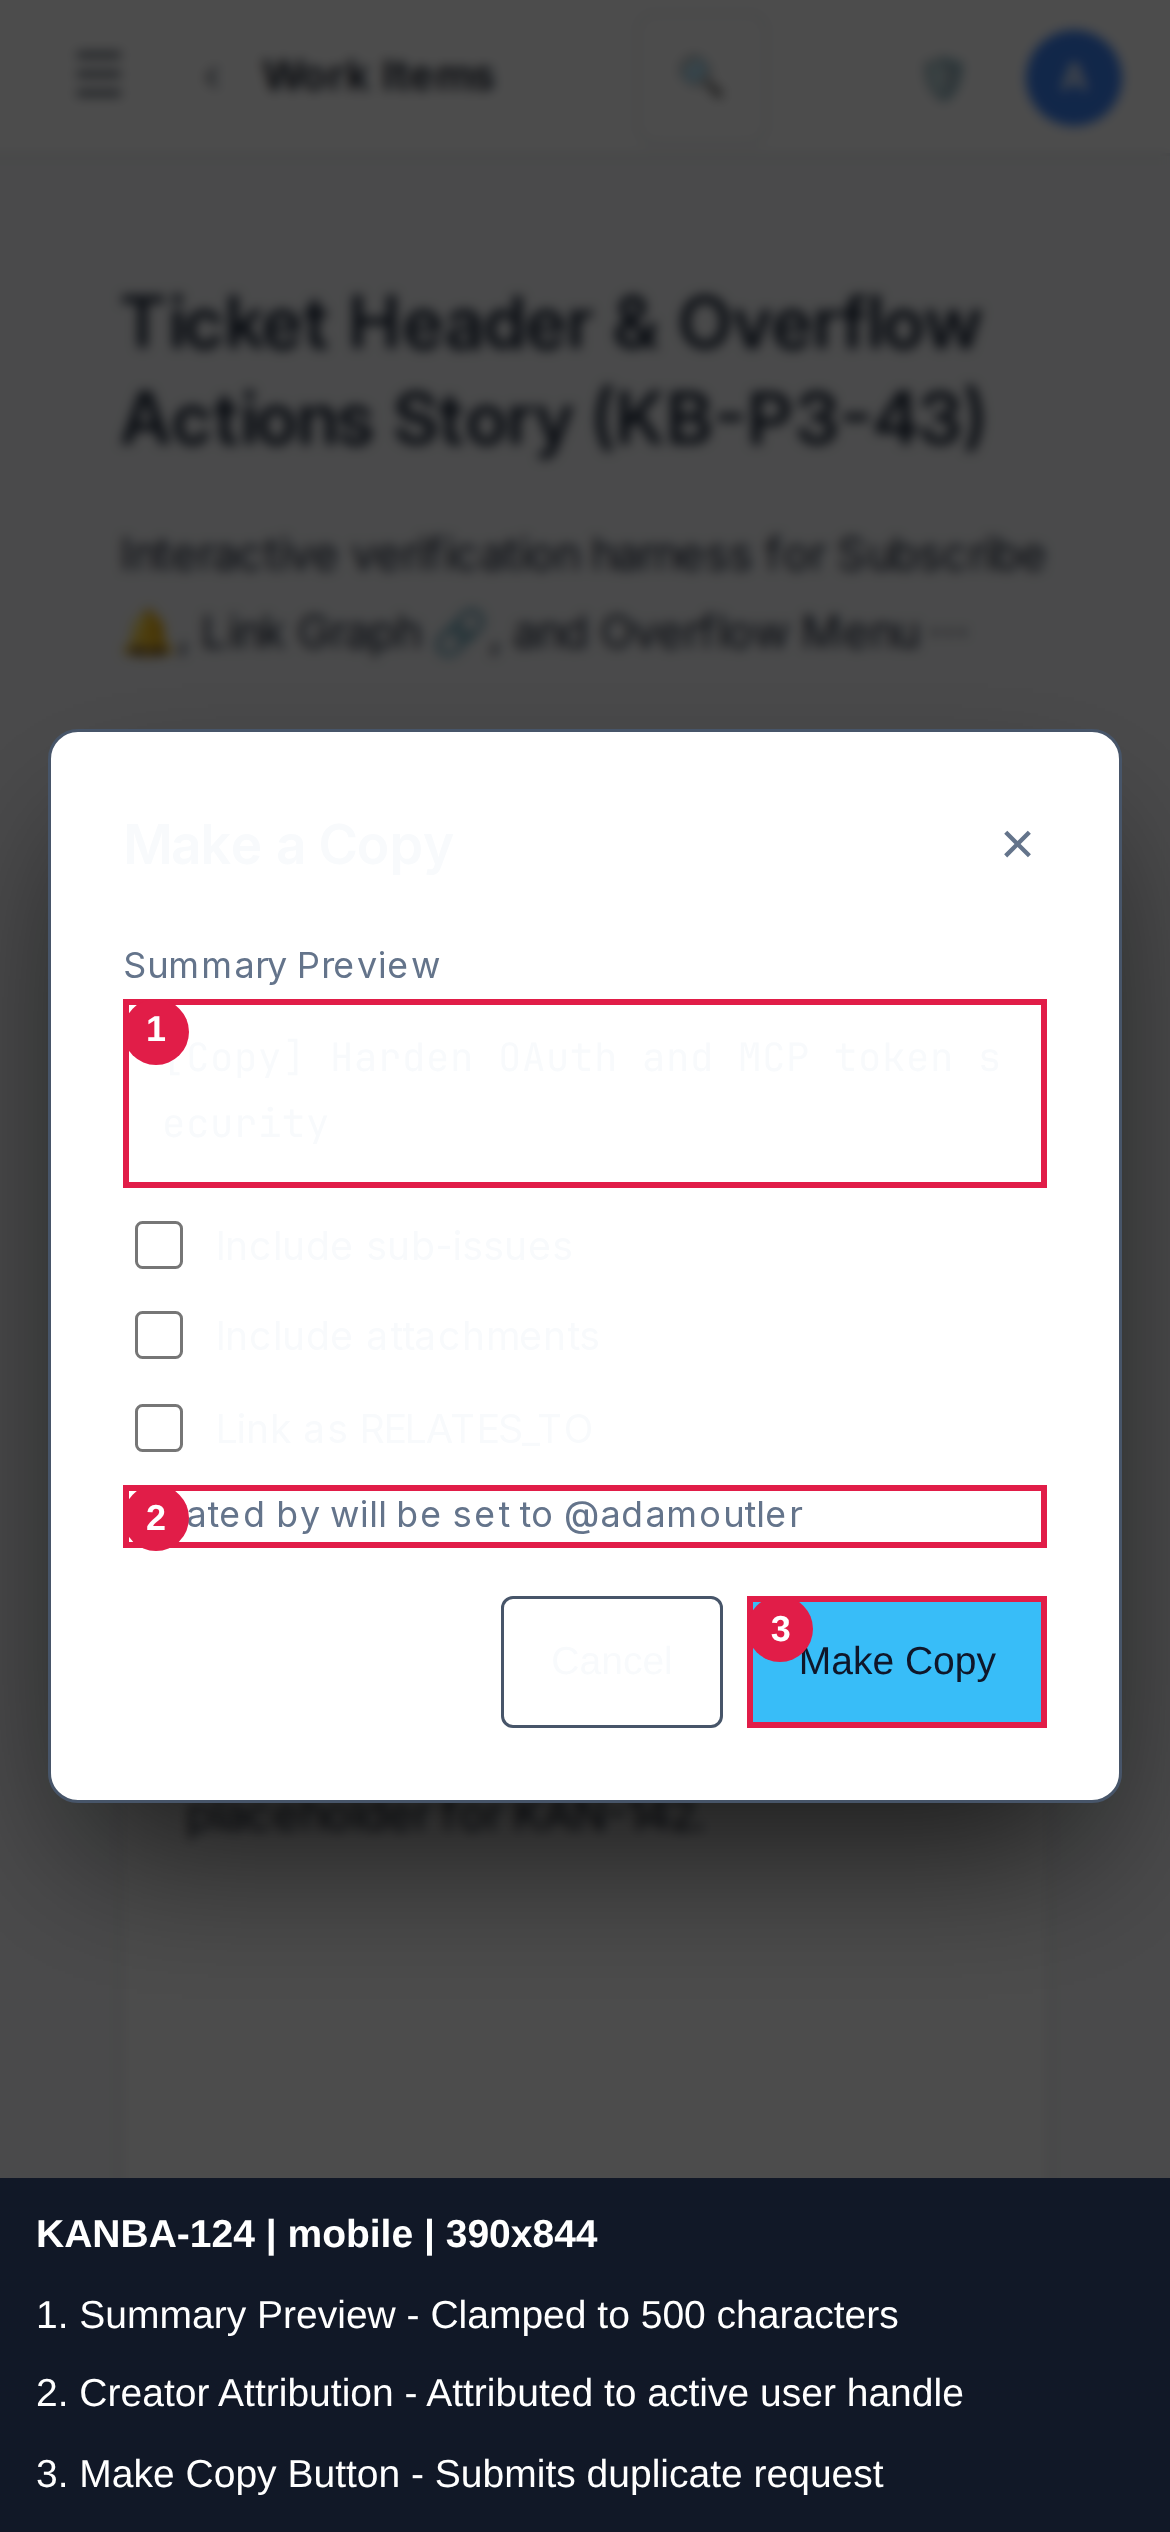 Work Items
A
Ticket Header & Overflow
Actions Story (KB-P3-43)
Interactive verification harness for Subscribe
🔔, Link Graph 🔗, and Overflow Menu ···
Make a Copy
×
Summary Preview
1
Copy] Harden OAuth and MCP token s
ecurity
Include sub-issues
Include attachments
Link as RELATES_TO
2
ated by will be set to @adamoutler
Cancel
3
Make Copy
placeholder for KAN-142.
KANBA-124 | mobile | 390x844
1. Summary Preview - Clamped to 500 characters
2. Creator Attribution - Attributed to active user handle
3. Make Copy Button - Submits duplicate request